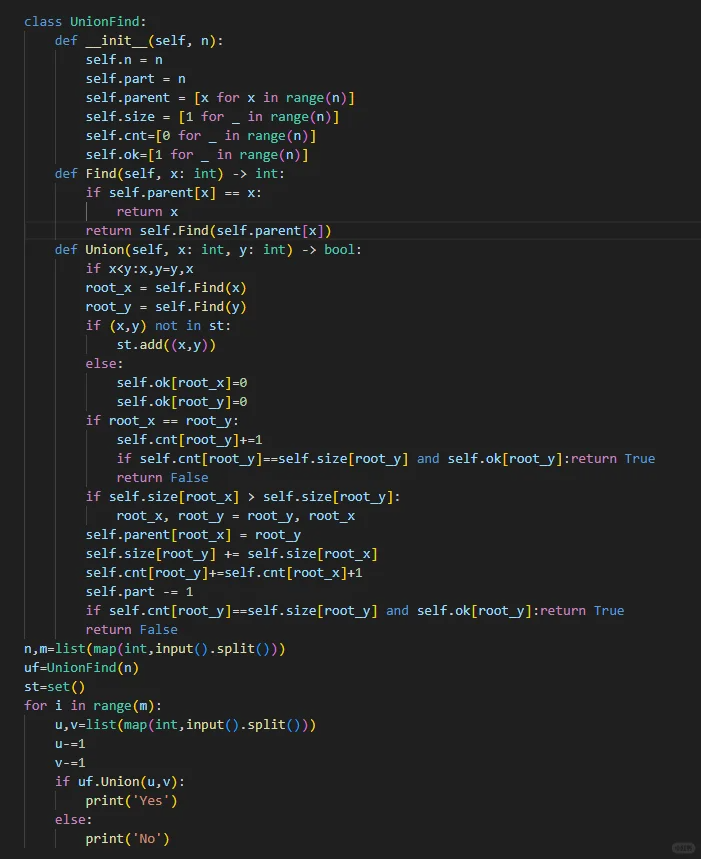 class UnionFind:
    def __init__(self, n):
        self.n = n
        self.part = n
        self.parent = [x for x in range(n)]
        self.size = [1 for _ in range(n)]
        self.cnt=[0 for _ in range(n)]
        self.ok=[1 for _ in range(n)]
    def Find(self, x: int) -> int:
        if self.parent[x] == x:
            return x
        return self.Find(self.parent[x])
    def Union(self, x: int, y: int) -> bool:
        if x<y:x,y=y,x
        root_x = self.Find(x)
        root_y = self.Find(y)
        if (x,y) not in st:
            st.add((x,y))
        else:
            self.ok[root_x]=0
            self.ok[root_y]=0
        if root_x == root_y:
            self.cnt[root_y]+=1
            if self.cnt[root_y]==self.size[root_y] and self.ok[root_y]:return True
            return False
        if self.size[root_x] > self.size[root_y]:
            root_x, root_y = root_y, root_x
        self.parent[root_x] = root_y
        self.size[root_y] += self.size[root_x]
        self.cnt[root_y]+=self.cnt[root_x]+1
        self.part -= 1
        if self.cnt[root_y]==self.size[root_y] and self.ok[root_y]:return True
        return False
n,m=list(map(int,input().split()))
uf=UnionFind(n)
st=set()
for i in range(m):
    u,v=list(map(int,input().split()))
    u-=1
    v-=1
    if uf.Union(u,v):
        print('Yes')
    else:
        print('No')